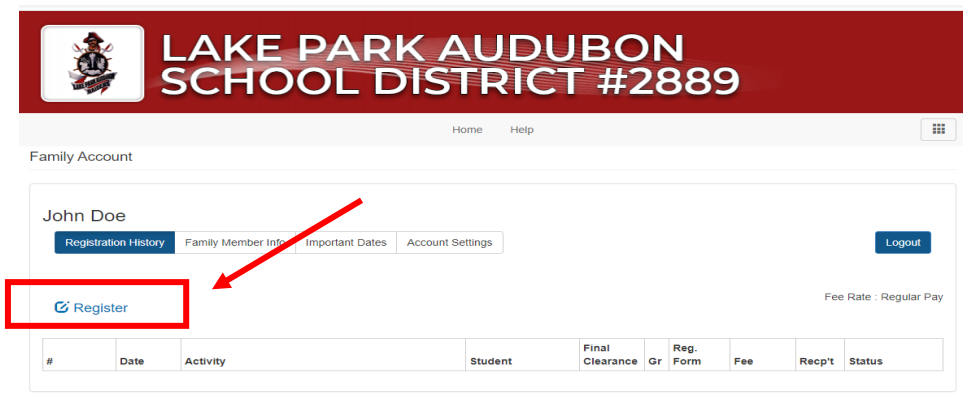 LAKE PARK AUDUBON
SCHOOL DISTRICT #2889
Home Help
Family Account
John Doe
Registration History Family Member Info Important Dates Account Settings Logout
Register
Fee Rate : Regular Pay
# Date Activity Student Final Clearance Gr Reg. Form Fee Recp't Status